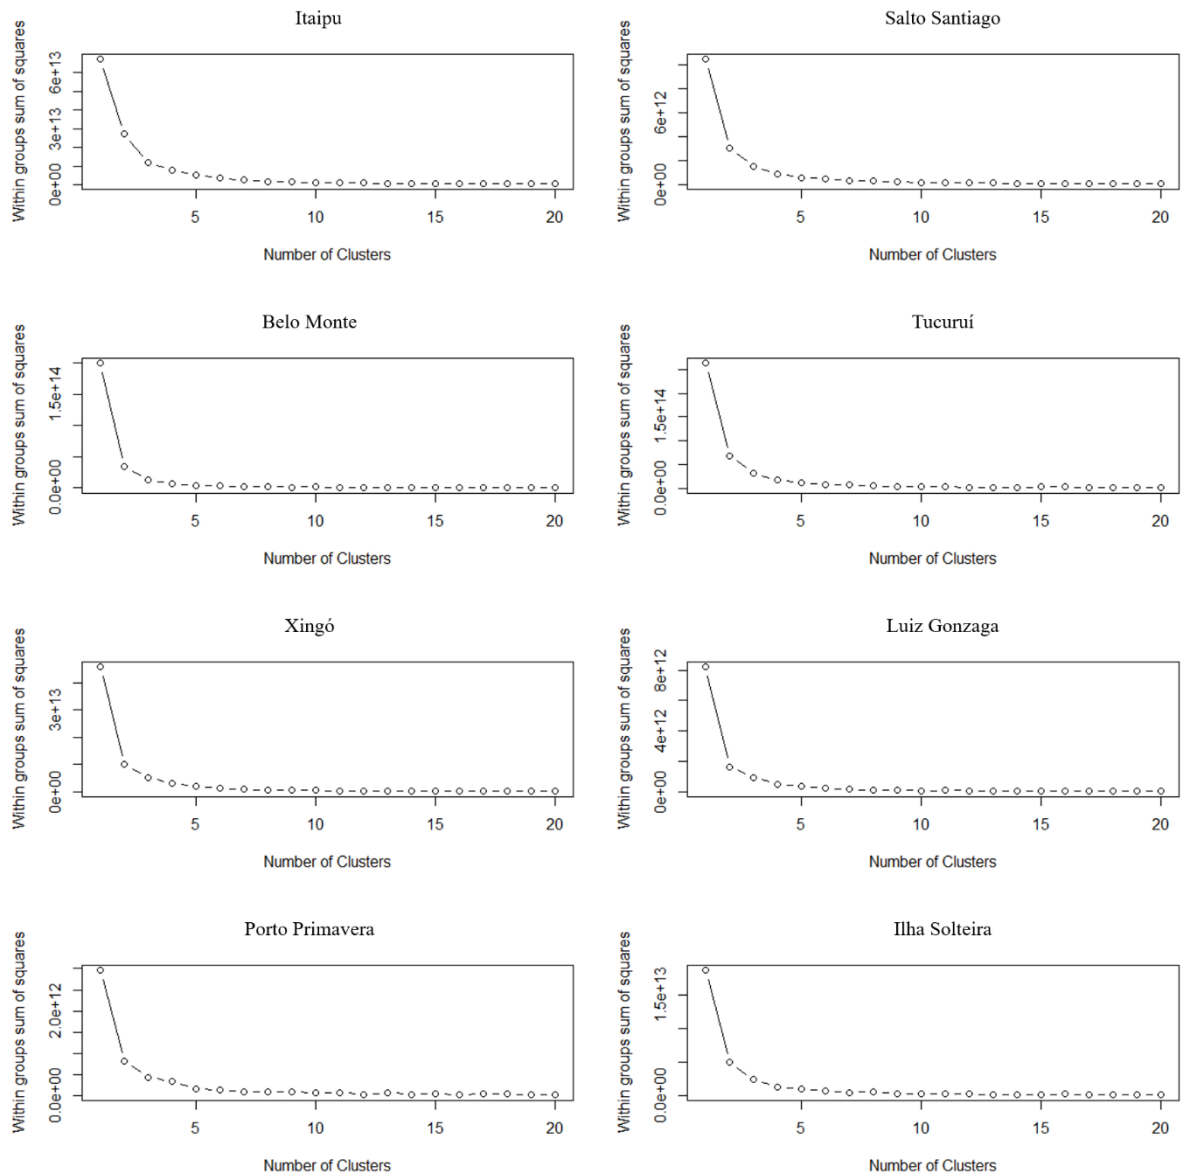 Itaipu
Within groups sum of squares
0e+00 3e+13 6e+13
5 10 15 20
Number of Clusters
Salto Santiago
Within groups sum of squares
0e+00 6e+12
5 10 15 20
Number of Clusters
Belo Monte
Within groups sum of squares
0.0e+00 1.5e+14
5 10 15 20
Number of Clusters
Tucuruí
Within groups sum of squares
0.0e+00 1.5e+14
5 10 15 20
Number of Clusters
Xingó
Within groups sum of squares
0e+00 3e+13
5 10 15 20
Number of Clusters
Luiz Gonzaga
Within groups sum of squares
0e+00 4e+12 8e+12
5 10 15 20
Number of Clusters
Porto Primavera
Within groups sum of squares
0.0e+00 2.0e+12
5 10 15 20
Number of Clusters
Ilha Solteira
Within groups sum of squares
0.0e+00 1.5e+13
5 10 15 20
Number of Clusters